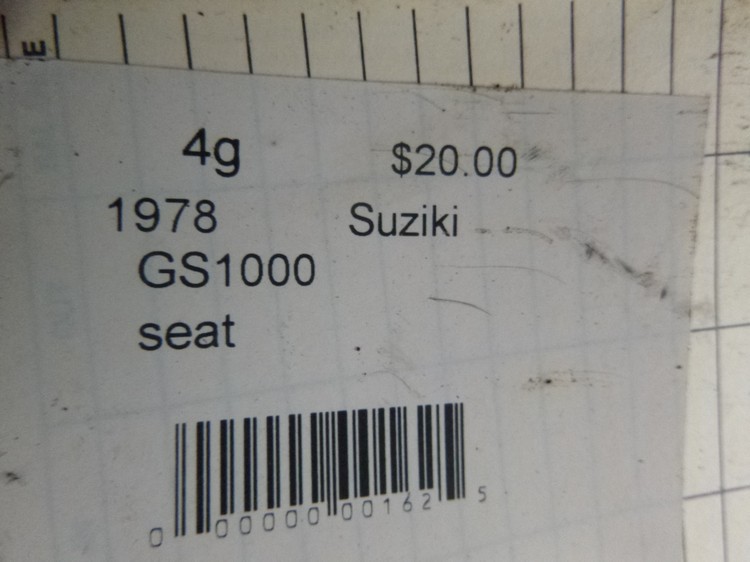 E
4g $20.00
1978 Suziki
GS1000
seat
0 00000 00162 5